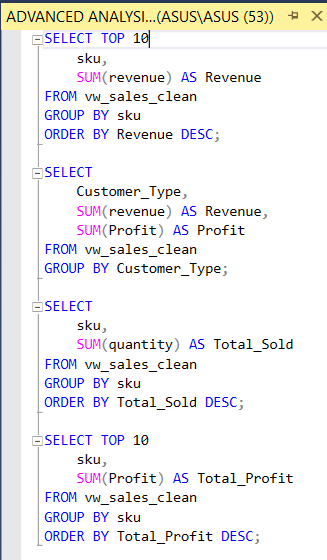 ADVANCED ANALYSI...(ASUS\ASUS (53))
SELECT TOP 10
sku,
SUM(revenue) AS Revenue
FROM vw_sales_clean
GROUP BY sku
ORDER BY Revenue DESC;
SELECT
Customer_Type,
SUM(revenue) AS Revenue,
SUM(Profit) AS Profit
FROM vw_sales_clean
GROUP BY Customer_Type;
SELECT
sku,
SUM(quantity) AS Total_Sold
FROM vw_sales_clean
GROUP BY sku
ORDER BY Total_Sold DESC;
SELECT TOP 10
sku,
SUM(Profit) AS Total_Profit
FROM vw_sales_clean
GROUP BY sku
ORDER BY Total_Profit DESC;